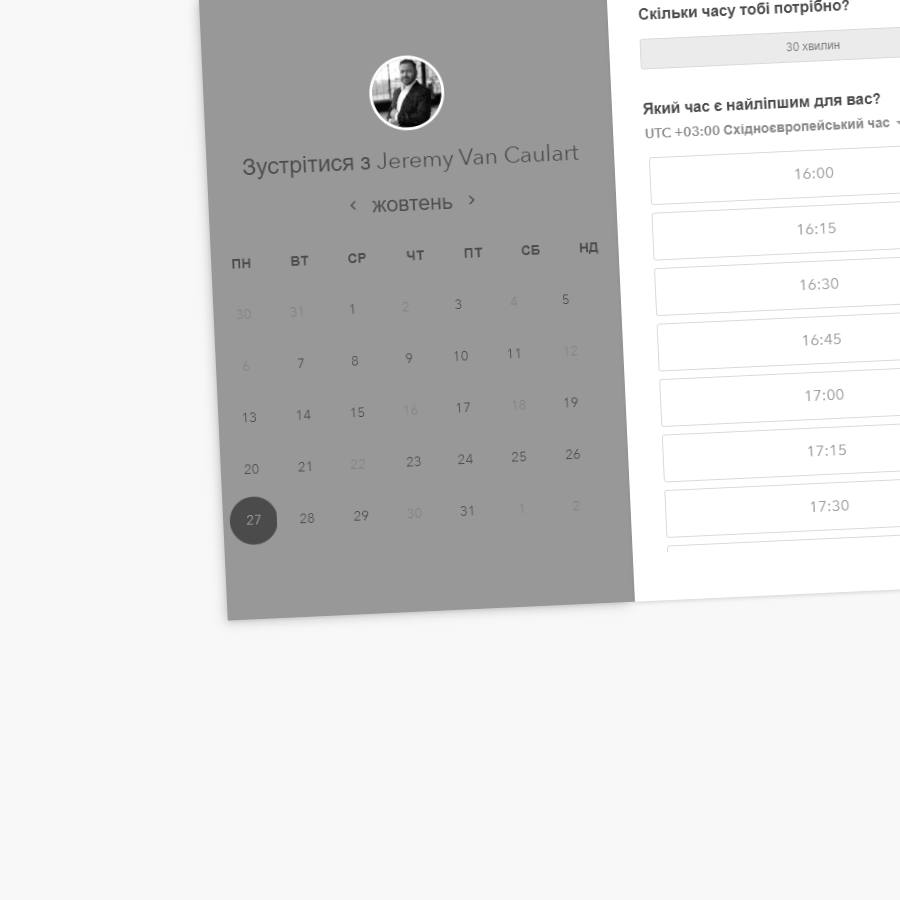 Зустрітися з Jeremy Van Caulart
‹ жовтень ›
ПН ВТ СР ЧТ ПТ СБ НД
30 31 1 2 3 4 5
6 7 8 9 10 11 12
13 14 15 16 17 18 19
20 21 22 23 24 25 26
27 28 29 30 31 1 2
Скільки часу тобі потрібно?
30 хвилин
Який час є найліпшим для вас?
UTC +03:00 Східноєвропейський час
16:00
16:15
16:30
16:45
17:00
17:15
17:30